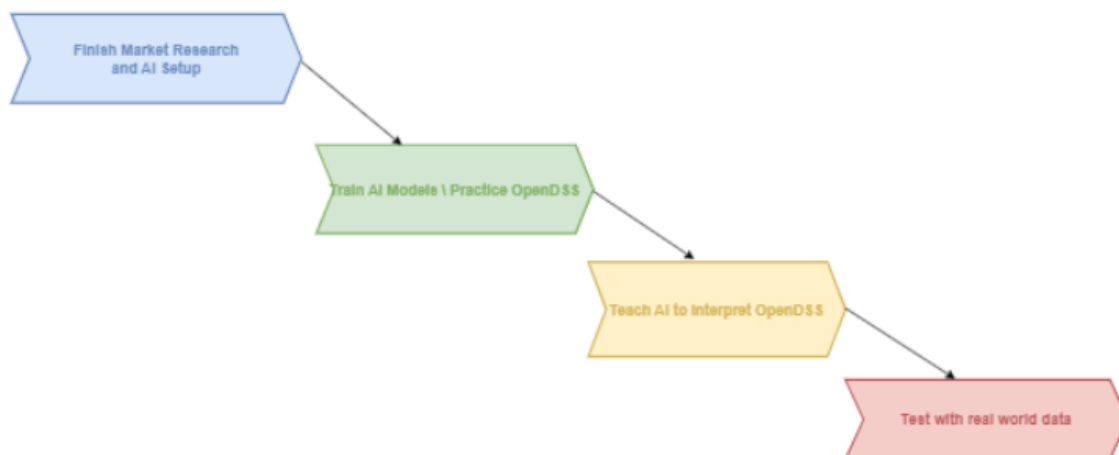 Finish Market Research
and AI Setup
Train AI Models \ Practice OpenDSS
Teach AI to Interpret OpenDSS
Test with real world data